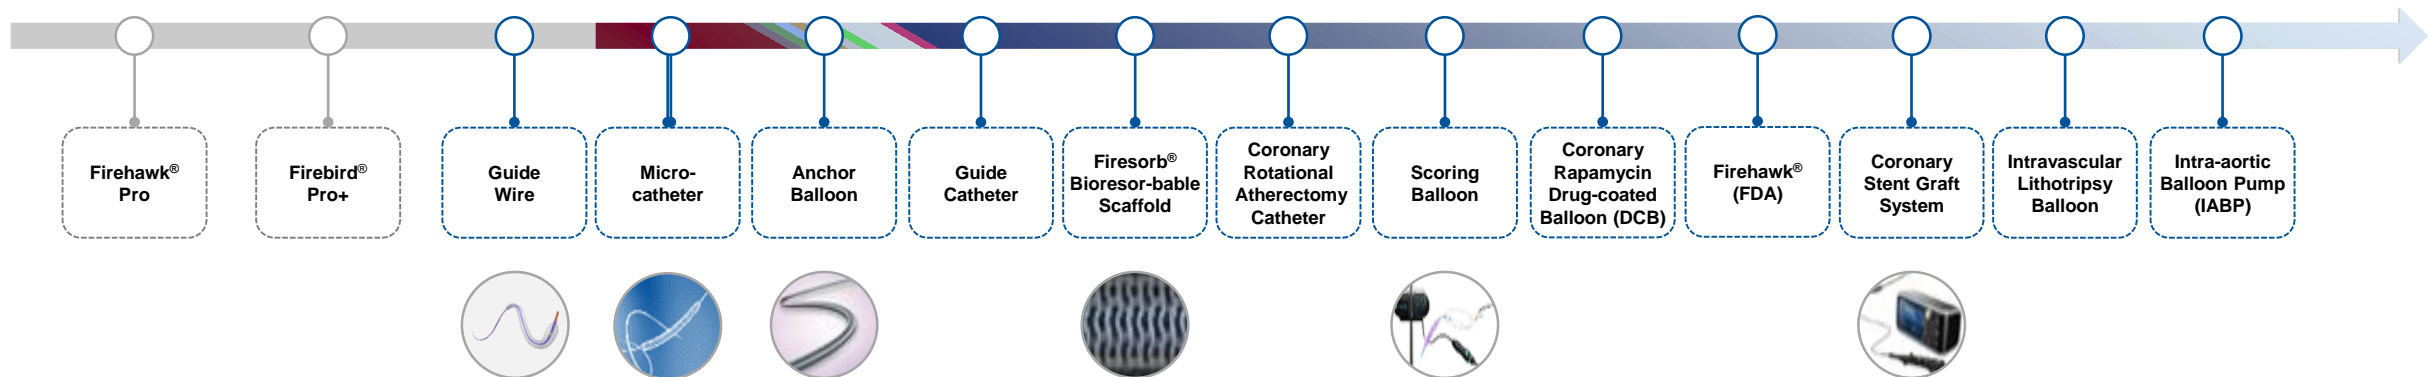 Firehawk®
Pro
Firebird®
Pro+
Guide
Wire
Micro-
catheter
Anchor
Balloon
Guide
Catheter
Firesorb®
Bioresor-bable
Scaffold
Coronary
Rotational
Atherectomy
Catheter
Scoring
Balloon
Coronary
Rapamycin
Drug-coated
Balloon (DCB)
Firehawk®
(FDA)
Coronary
Stent Graft
System
Intravascular
Lithotripsy
Balloon
Intra-aortic
Balloon Pump
(IABP)